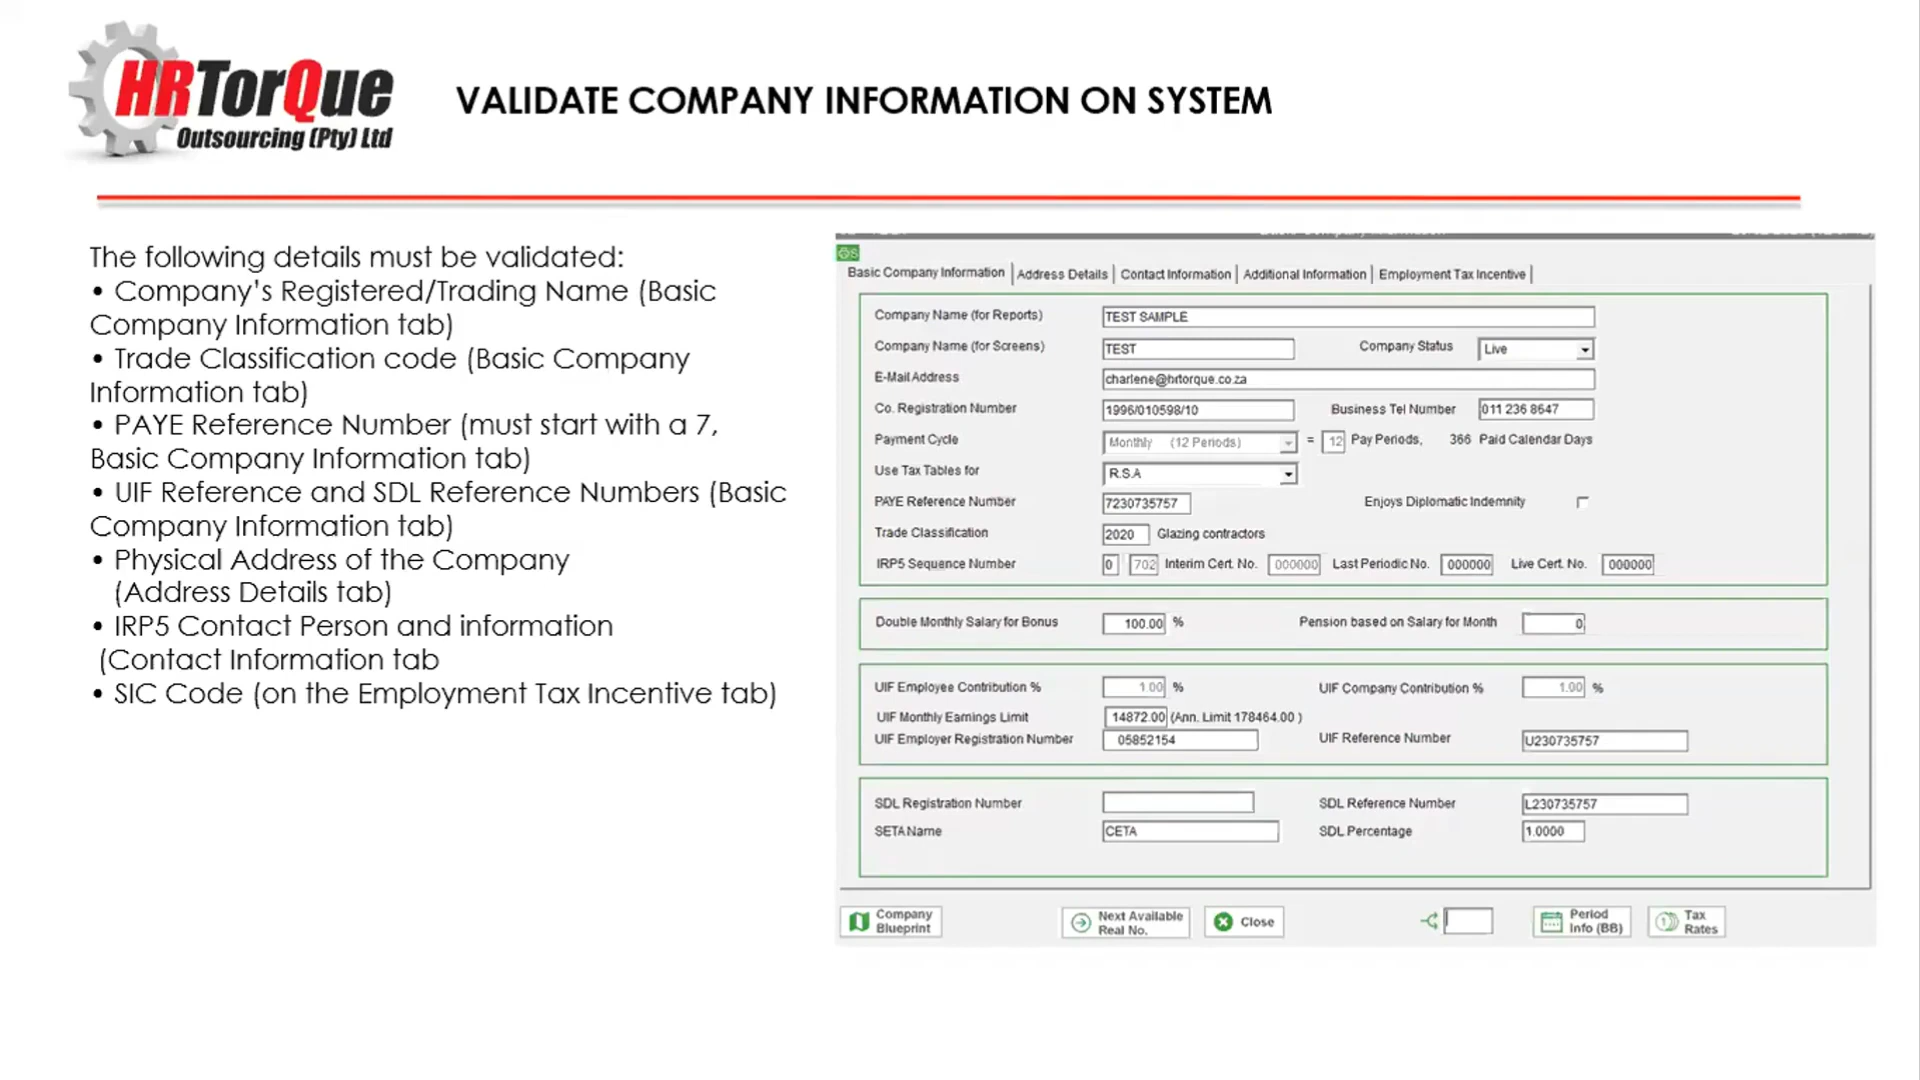 HRTorQue
Outsourcing (Pty) Ltd
VALIDATE COMPANY INFORMATION ON SYSTEM
The following details must be validated:
• Company's Registered/Trading Name (Basic
Company Information tab)
• Trade Classification code (Basic Company
Information tab)
• PAYE Reference Number (must start with a 7,
Basic Company Information tab)
• UIF Reference and SDL Reference Numbers (Basic
Company Information tab)
• Physical Address of the Company
(Address Details tab)
• IRP5 Contact Person and information
(Contact Information tab
• SIC Code (on the Employment Tax Incentive tab)
Basic Company Information Address Details Contact Information Additional Information Employment Tax Incentive
Company Name (for Reports) TEST SAMPLE
Company Name (for Screens) TEST Company Status Live
E-Mail Address charlene@hrtorque.co.za
Co. Registration Number 1996/010598/10 Business Tel Number 011 236 8647
Payment Cycle Monthly (12 Periods) = 12 Pay Periods, 366 Paid Calendar Days
Use Tax Tables for R.S.A
PAYE Reference Number 7230735757 Enjoys Diplomatic Indemnity
Trade Classification 2020 Glazing contractors
IRP5 Sequence Number 0 702 Interim Cert. No. 000000 Last Periodic No. 000000 Live Cert. No. 000000
Double Monthly Salary for Bonus 100.00 % Pension based on Salary for Month 0
UIF Employee Contribution % 1.00 % UIF Company Contribution % 1.00 %
UIF Monthly Earnings Limit 14872.00 (Ann. Limit 178464.00 )
UIF Employer Registration Number 05852154 UIF Reference Number U230735757
SDL Registration Number SDL Reference Number L230735757
SETA Name CETA SDL Percentage 1.0000
Company Blueprint Next Available Real No. Close Period Info (BB) Tax Rates